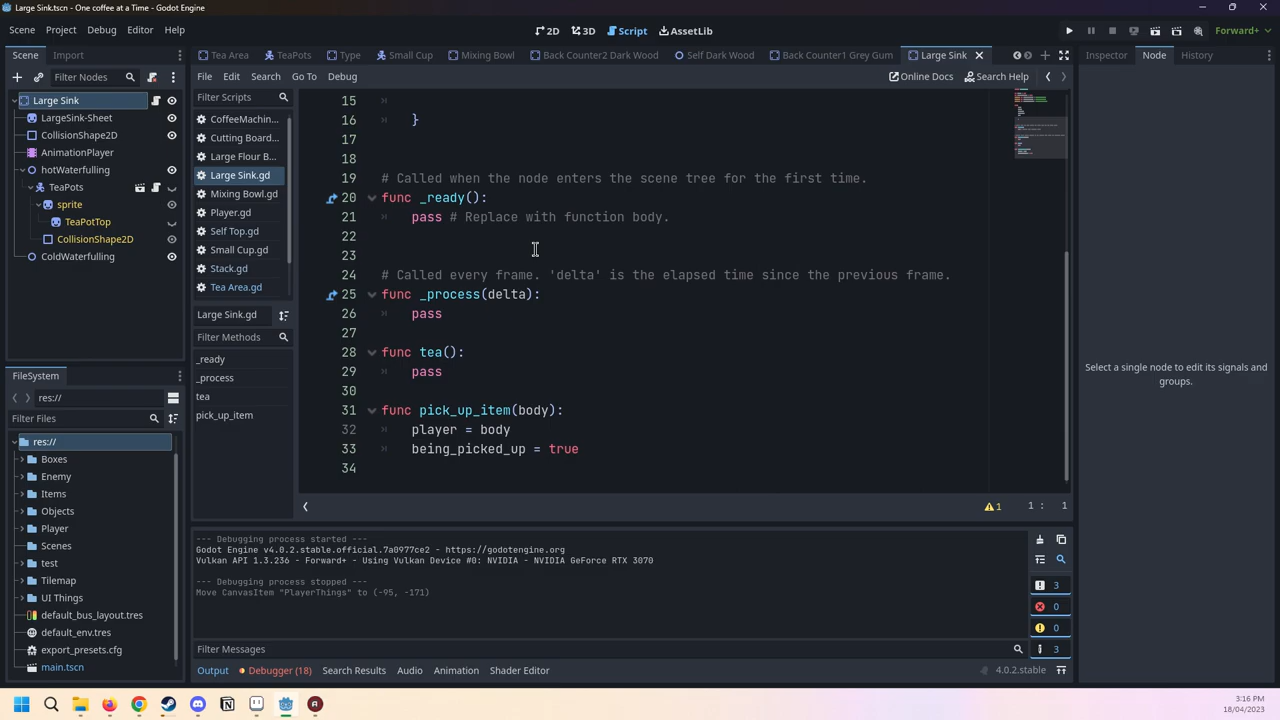 Large Sink.tscn - One coffee at a Time - Godot Engine
Scene Project Debug Editor Help
2D 3D Script AssetLib
Forward+
Scene Import
Filter Nodes
Large Sink
LargeSink-Sheet
CollisionShape2D
AnimationPlayer
hotWaterfulling
TeaPots
sprite
TeaPotTop
CollisionShape2D
ColdWaterfulling
FileSystem
res://
Filter Files
res://
Boxes
Enemy
Items
Objects
Player
Scenes
test
Tilemap
UI Things
default_bus_layout.tres
default_env.tres
export_presets.cfg
main.tscn
Tea Area TeaPots Type Small Cup Mixing Bowl Back Counter2 Dark Wood Self Dark Wood Back Counter1 Grey Gum Large Sink
File Edit Search Go To Debug
Online Docs Search Help
Filter Scripts
CoffeeMachin...
Cutting Board...
Large Flour B...
Large Sink.gd
Mixing Bowl.gd
Player.gd
Self Top.gd
Small Cup.gd
Stack.gd
Tea Area.gd
Large Sink.gd
Filter Methods
_ready
_process
tea
pick_up_item
15
16 }
17
18
19 # Called when the node enters the scene tree for the first time.
20 func _ready():
21 pass # Replace with function body.
22
23
24 # Called every frame. 'delta' is the elapsed time since the previous frame.
25 func _process(delta):
26 pass
27
28 func tea():
29 pass
30
31 func pick_up_item(body):
32 player = body
33 being_picked_up = true
34
1 1 : 1
--- Debugging process started ---
Godot Engine v4.0.2.stable.official.7a0977ce2 - https://godotengine.org
Vulkan API 1.3.236 - Forward+ - Using Vulkan Device #0: NVIDIA - NVIDIA GeForce RTX 3070
--- Debugging process stopped ---
Move CanvasItem "PlayerThings" to (-95, -171)
3
0
0
3
Filter Messages
Output Debugger (18) Search Results Audio Animation Shader Editor
4.0.2.stable
Inspector Node History
Select a single node to edit its signals and
groups.
3:16 PM
18/04/2023